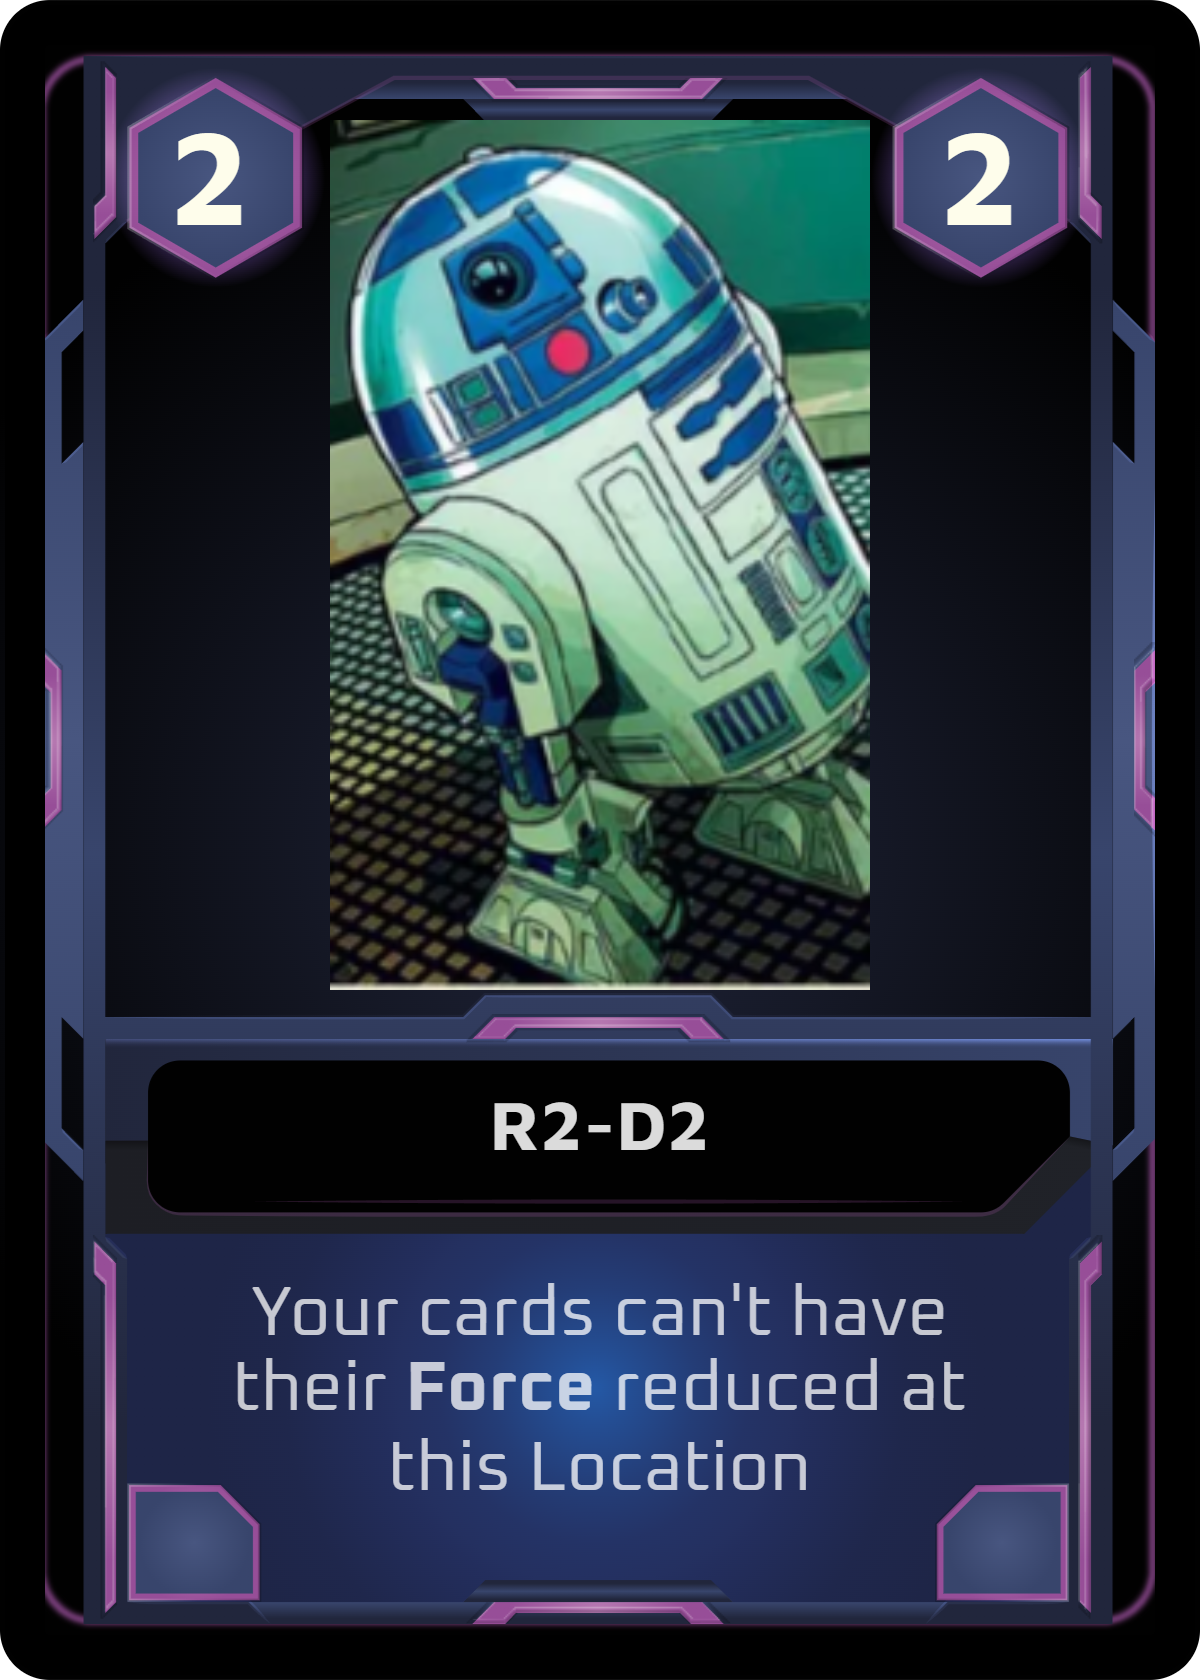 2 2
R2-D2
Your cards can't have
their Force reduced at
this Location